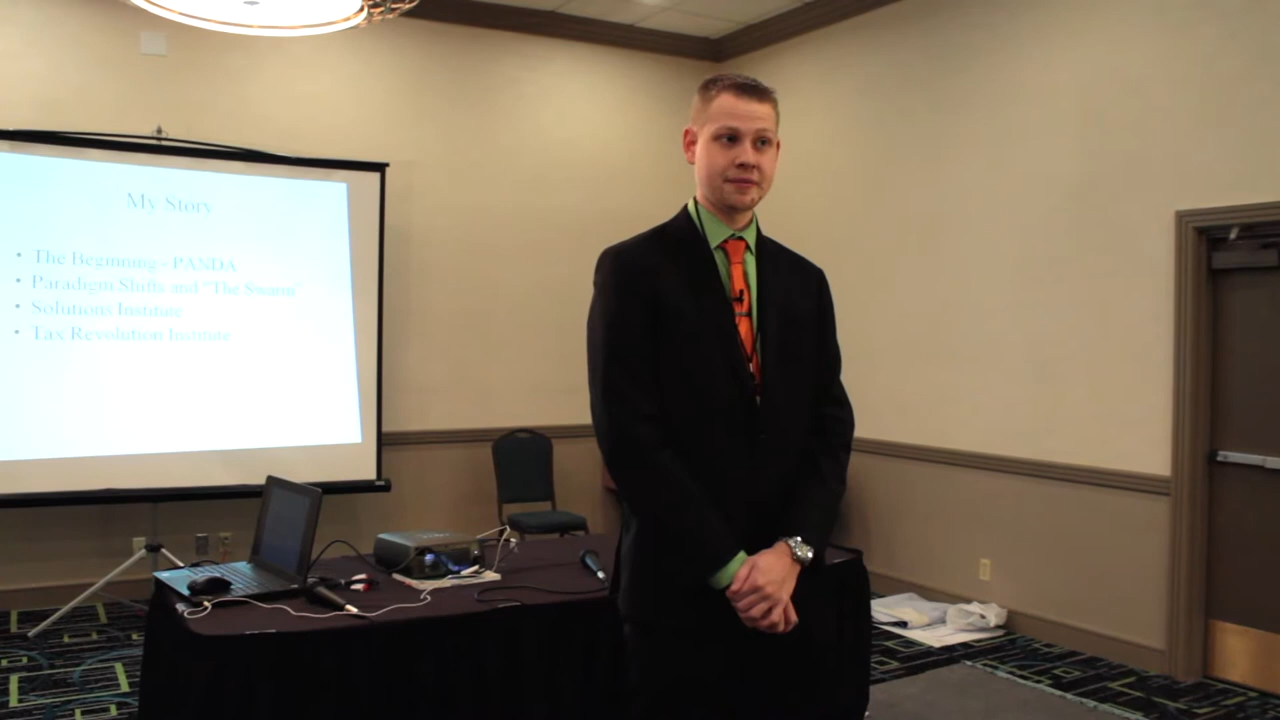 My Story
• The Beginning - PANDA
• Paradigm Shifts and "The Swarm"
• Solutions Institute
• Tax Revolution Institute